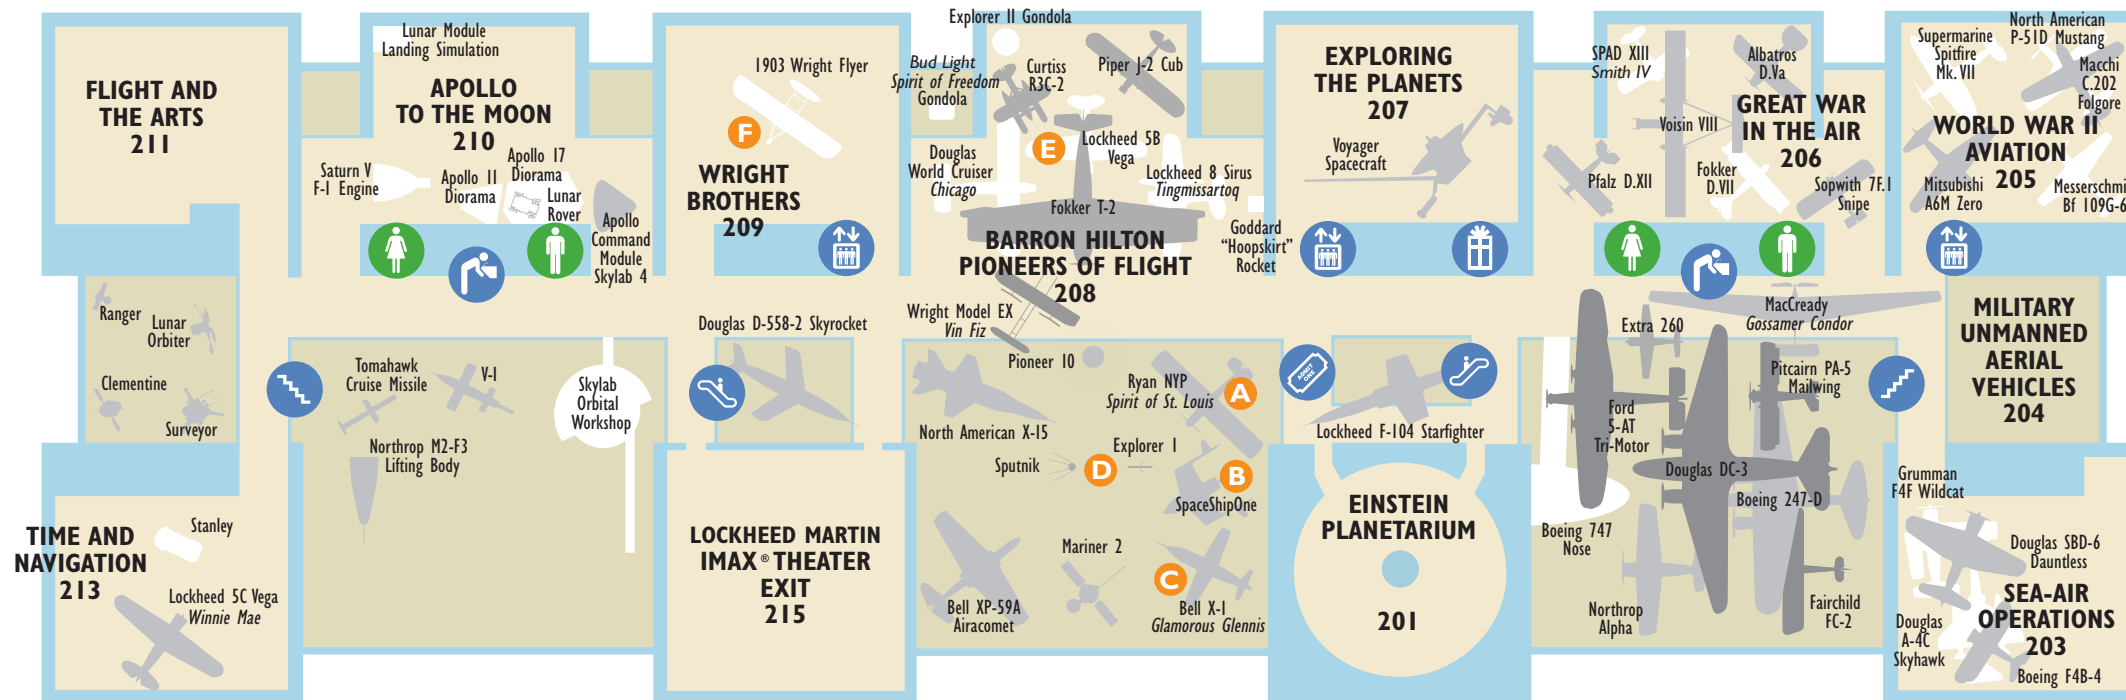 FLIGHT AND
THE ARTS
211
Lunar Module
Landing Simulation
APOLLO
TO THE MOON
210
Saturn V
F-1 Engine
Apollo 11
Diorama
Apollo 17
Diorama
Lunar
Rover
Apollo
Command
Module
Skylab 4
1903 Wright Flyer
F
WRIGHT
BROTHERS
209
Explorer II Gondola
Bud Light
Spirit of Freedom
Gondola
Curtiss
R3C-2
Piper J-2 Cub
E
Lockheed 5B
Vega
Douglas
World Cruiser
Chicago
Lockheed 8 Sirus
Tingmissartoq
Fokker T-2
BARRON HILTON
PIONEERS OF FLIGHT
208
Goddard
“Hoopskirt”
Rocket
Wright Model EX
Vin Fiz
EXPLORING
THE PLANETS
207
Voyager
Spacecraft
SPAD XIII
Smith IV
Albatros
D.Va
Voisin VIII
GREAT WAR
IN THE AIR
206
Pfalz D.XII
Fokker
D.VII
Sopwith 7F.1
Snipe
North American
P-51D Mustang
Supermarine
Spitfire
Mk. VII
Macchi
C.202
Folgore
WORLD WAR II
AVIATION
205
Mitsubishi
A6M Zero
Messerschmi
Bf 109G-6
Ranger
Lunar
Orbiter
Clementine
Surveyor
Tomahawk
Cruise Missile
V-1
Northrop M2-F3
Lifting Body
Skylab
Orbital
Workshop
Douglas D-558-2 Skyrocket
Pioneer 10
North American X-15
Ryan NYP
Spirit of St. Louis
A
Sputnik
D
Explorer 1
B
SpaceShipOne
Mariner 2
C
Bell XP-59A
Airacomet
Bell X-1
Glamorous Glennis
ADMIT
ONE
Lockheed F-104 Starfighter
Extra 260
MacCready
Gossamer Condor
Pitcairn PA-5
Mailwing
Ford
5-AT
Tri-Motor
Douglas DC-3
Boeing 247-D
Boeing 747
Nose
Northrop
Alpha
Fairchild
FC-2
MILITARY
UNMANNED
AERIAL
VEHICLES
204
TIME AND
NAVIGATION
213
Stanley
Lockheed 5C Vega
Winnie Mae
LOCKHEED MARTIN
IMAX® THEATER
EXIT
215
EINSTEIN
PLANETARIUM
201
Grumman
F4F Wildcat
Douglas SBD-6
Dauntless
SEA-AIR
OPERATIONS
203
Douglas
A-4C
Skyhawk
Boeing F4B-4